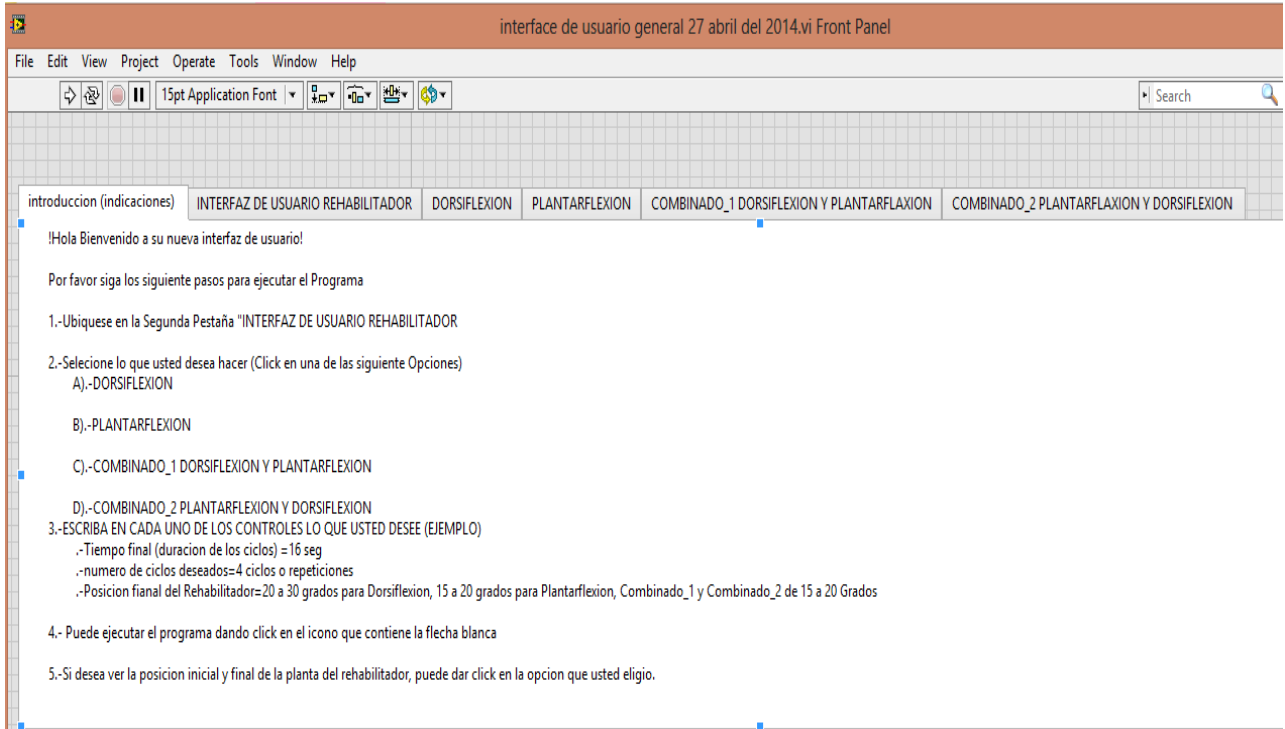 interface de usuario general 27 abril del 2014.vi Front Panel
File Edit View Project Operate Tools Window Help
15pt Application Font
Search
introduccion (indicaciones) INTERFAZ DE USUARIO REHABILITADOR DORSIFLEXION PLANTARFLEXION COMBINADO_1 DORSIFLEXION Y PLANTARFLAXION COMBINADO_2 PLANTARFLAXION Y DORSIFLEXION
!Hola Bienvenido a su nueva interfaz de usuario!
Por favor siga los siguiente pasos para ejecutar el Programa
1.-Ubiquese en la Segunda Pestaña "INTERFAZ DE USUARIO REHABILITADOR
2.-Selecione lo que usted desea hacer (Click en una de las siguiente Opciones)
A).-DORSIFLEXION
B).-PLANTARFLEXION
C).-COMBINADO_1 DORSIFLEXION Y PLANTARFLEXION
D).-COMBINADO_2 PLANTARFLEXION Y DORSIFLEXION
3.-ESCRIBA EN CADA UNO DE LOS CONTROLES LO QUE USTED DESEE (EJEMPLO)
.-Tiempo final (duracion de los ciclos) =16 seg
.-numero de ciclos deseados=4 ciclos o repeticiones
.-Posicion fianal del Rehabilitador=20 a 30 grados para Dorsiflexion, 15 a 20 grados para Plantarflexion, Combinado_1 y Combinado_2 de 15 a 20 Grados
4.- Puede ejecutar el programa dando click en el icono que contiene la flecha blanca
5.-Si desea ver la posicion inicial y final de la planta del rehabilitador, puede dar click en la opcion que usted eligio.